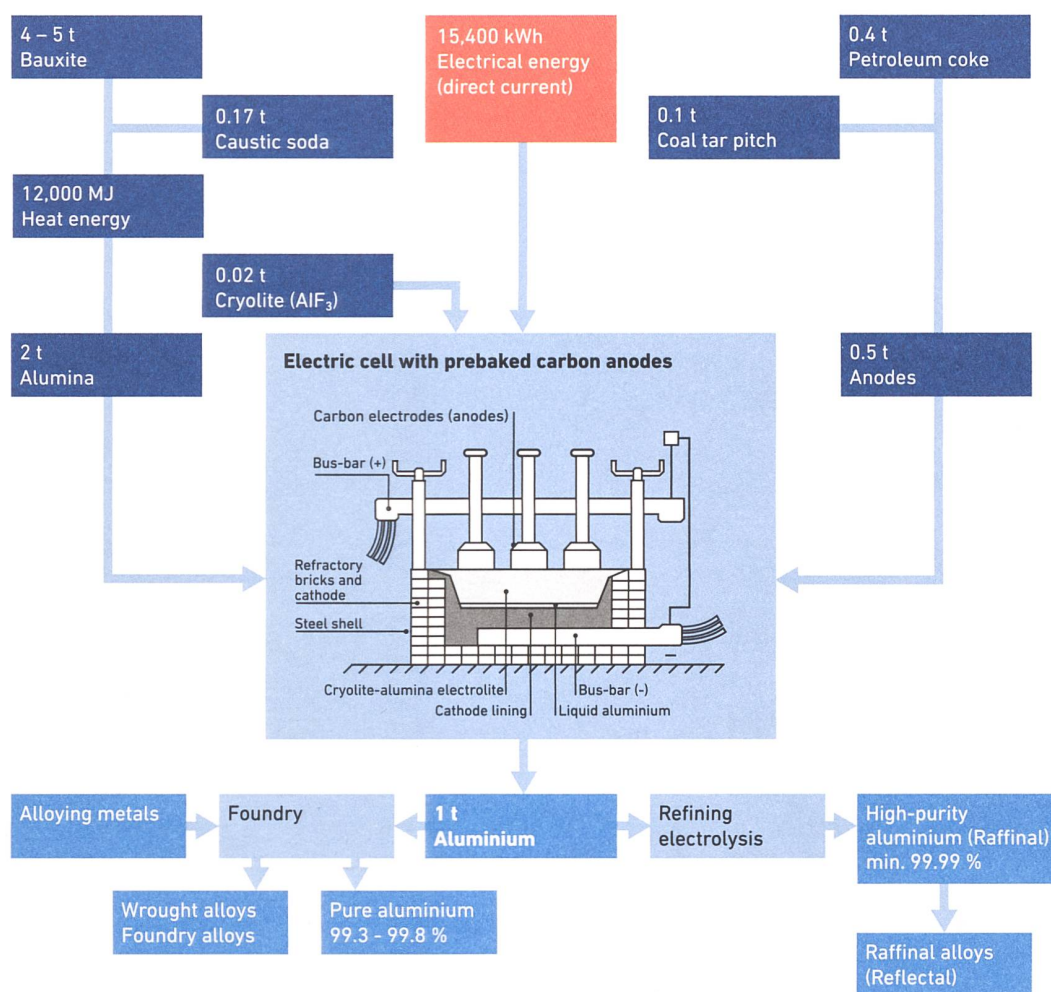 4 – 5 t
Bauxite
15,400 kWh
Electrical energy
(direct current)
0.4 t
Petroleum coke
0.17 t
Caustic soda
0.1 t
Coal tar pitch
12,000 MJ
Heat energy
0.02 t
Cryolite (AlF₃)
2 t
Alumina
0.5 t
Anodes
Electric cell with prebaked carbon anodes
Carbon electrodes (anodes)
Bus-bar (+)
Refractory
bricks and
cathode
Steel shell
–
Cryolite-alumina electrolite
Bus-bar (-)
Cathode lining
Liquid aluminium
Alloying metals
Foundry
1 t
Aluminium
Refining
electrolysis
High-purity
aluminium (Raffinal)
min. 99.99 %
Wrought alloys
Foundry alloys
Pure aluminium
99.3 - 99.8 %
Raffinal alloys
(Reflectal)